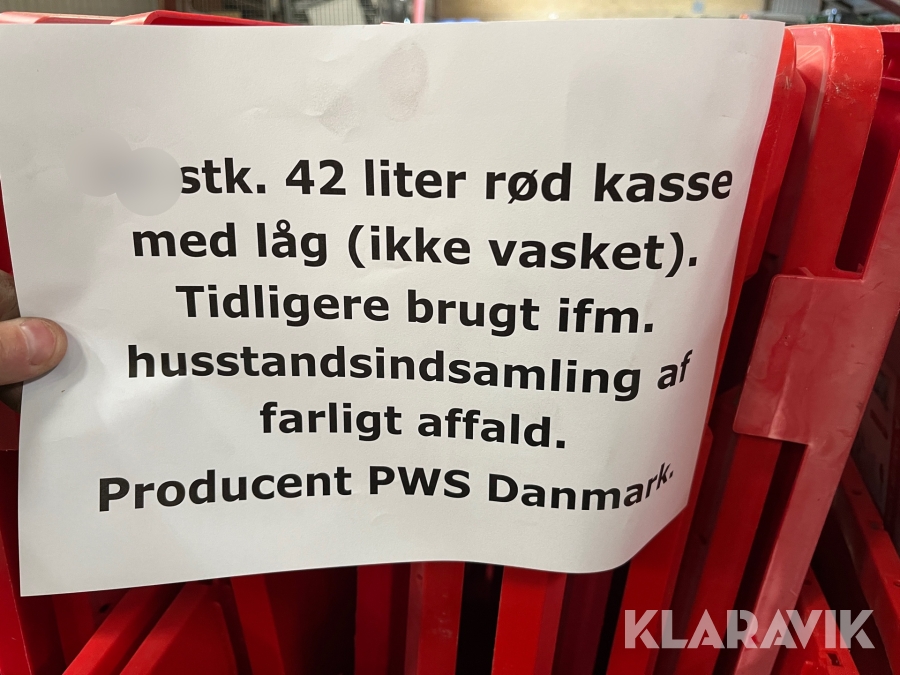 stk. 42 liter rød kasse
med låg (ikke vasket).
Tidligere brugt ifm.
husstandsindsamling af
farligt affald.
Producent PWS Danmark.
KLARAVIK